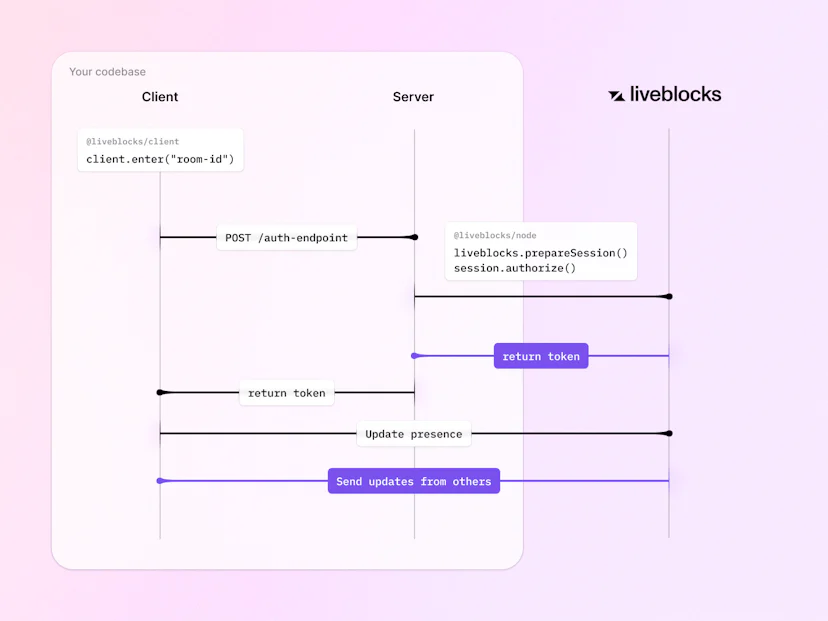 Your codebase
Client
Server
liveblocks
@liveblocks/client
client.enter("room-id")
POST /auth-endpoint
@liveblocks/node
liveblocks.prepareSession()
session.authorize()
return token
return token
Update presence
Send updates from others